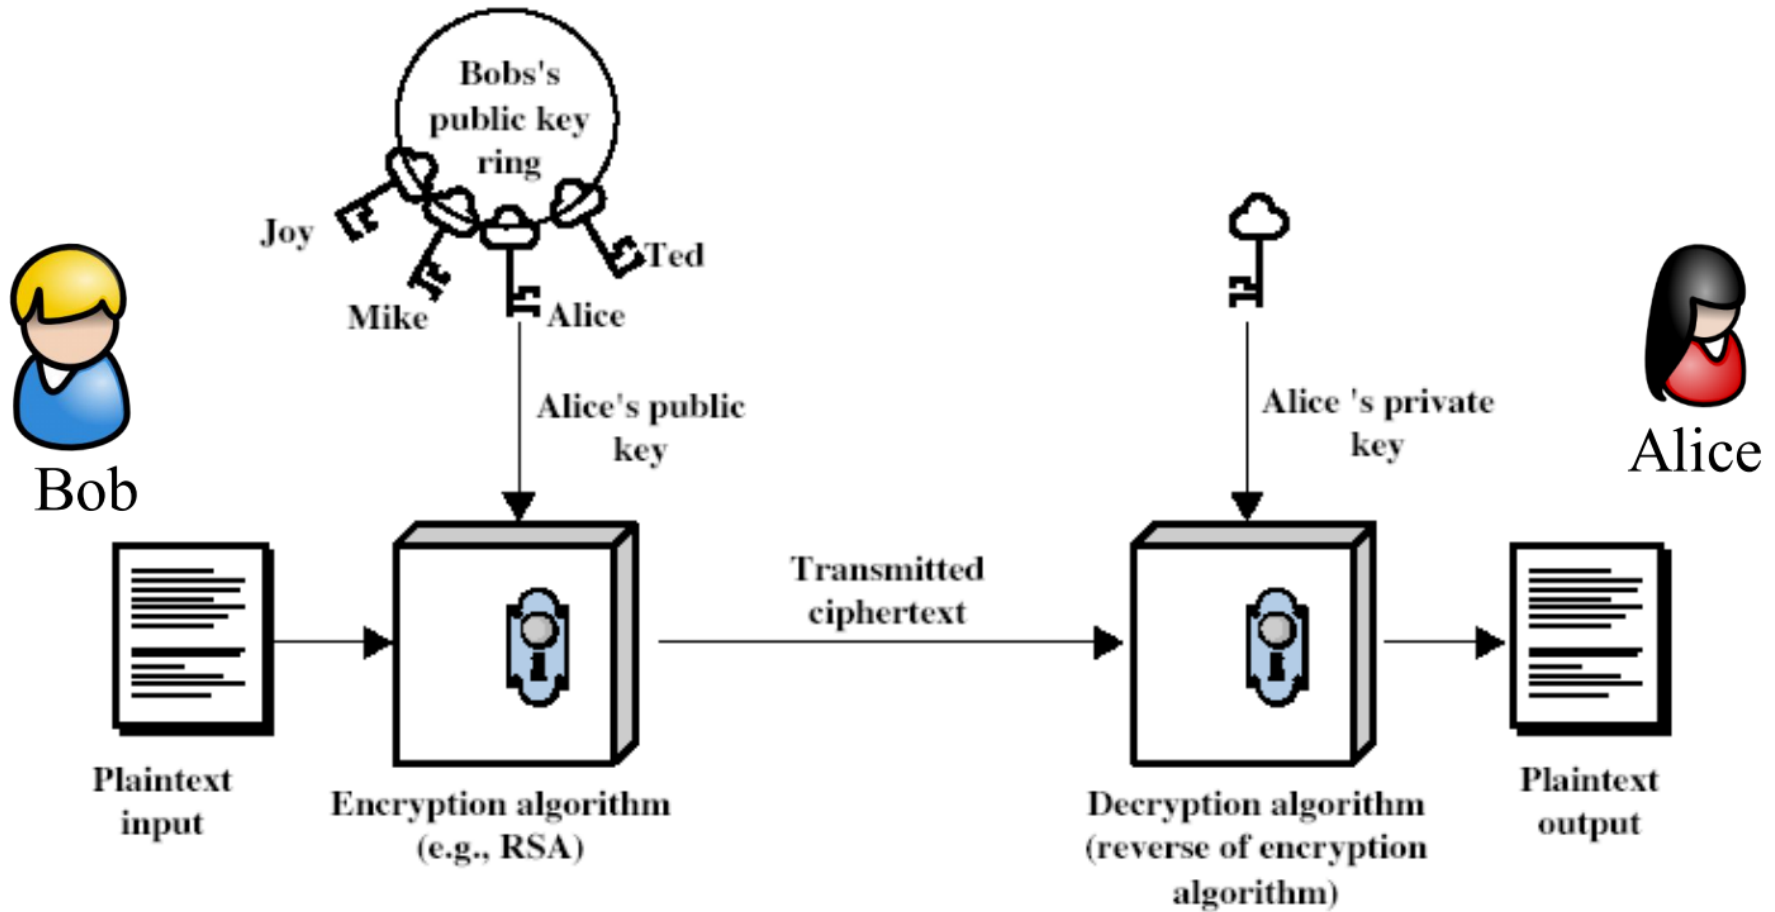 Bobs's
public key
ring
Joy
Ted
Mike
Alice
Alice's public
key
Alice 's private
key
Bob
Alice
Transmitted
ciphertext
Plaintext
input
Encryption algorithm
(e.g., RSA)
Decryption algorithm
(reverse of encryption
algorithm)
Plaintext
output